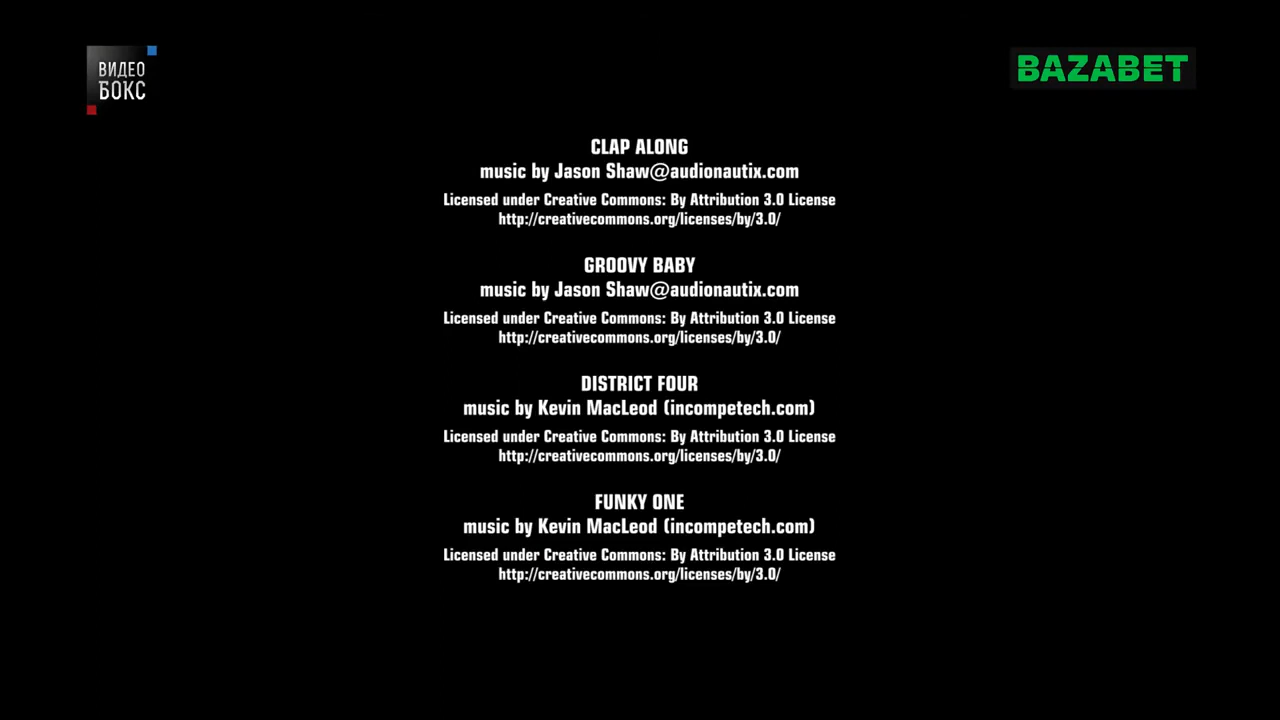 ВИДЕО
БОКС
BAZABET
CLAP ALONG
music by Jason Shaw@audionautix.com
Licensed under Creative Commons: By Attribution 3.0 License
http://creativecommons.org/licenses/by/3.0/
GROOVY BABY
music by Jason Shaw@audionautix.com
Licensed under Creative Commons: By Attribution 3.0 License
http://creativecommons.org/licenses/by/3.0/
DISTRICT FOUR
music by Kevin MacLeod (incompetech.com)
Licensed under Creative Commons: By Attribution 3.0 License
http://creativecommons.org/licenses/by/3.0/
FUNKY ONE
music by Kevin MacLeod (incompetech.com)
Licensed under Creative Commons: By Attribution 3.0 License
http://creativecommons.org/licenses/by/3.0/